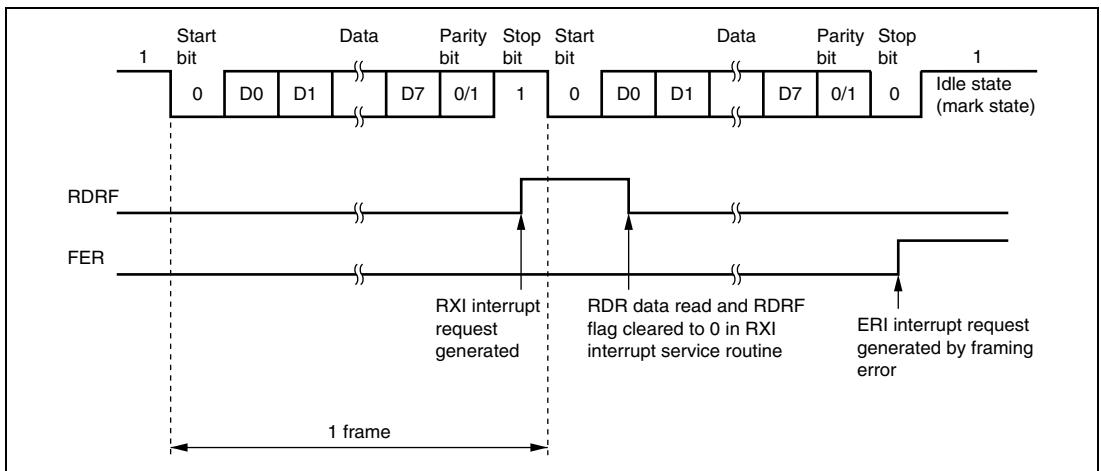 Start Data Parity Stop Start Data Parity Stop
1 bit bit bit bit bit bit 1
0 D0 D1 D7 0/1 1 0 D0 D1 D7 0/1 0 Idle state
(mark state)
RDRF
FER
RXI interrupt
request
generated
RDR data read and RDRF
flag cleared to 0 in RXI
interrupt service routine
ERI interrupt request
generated by framing
error
1 frame